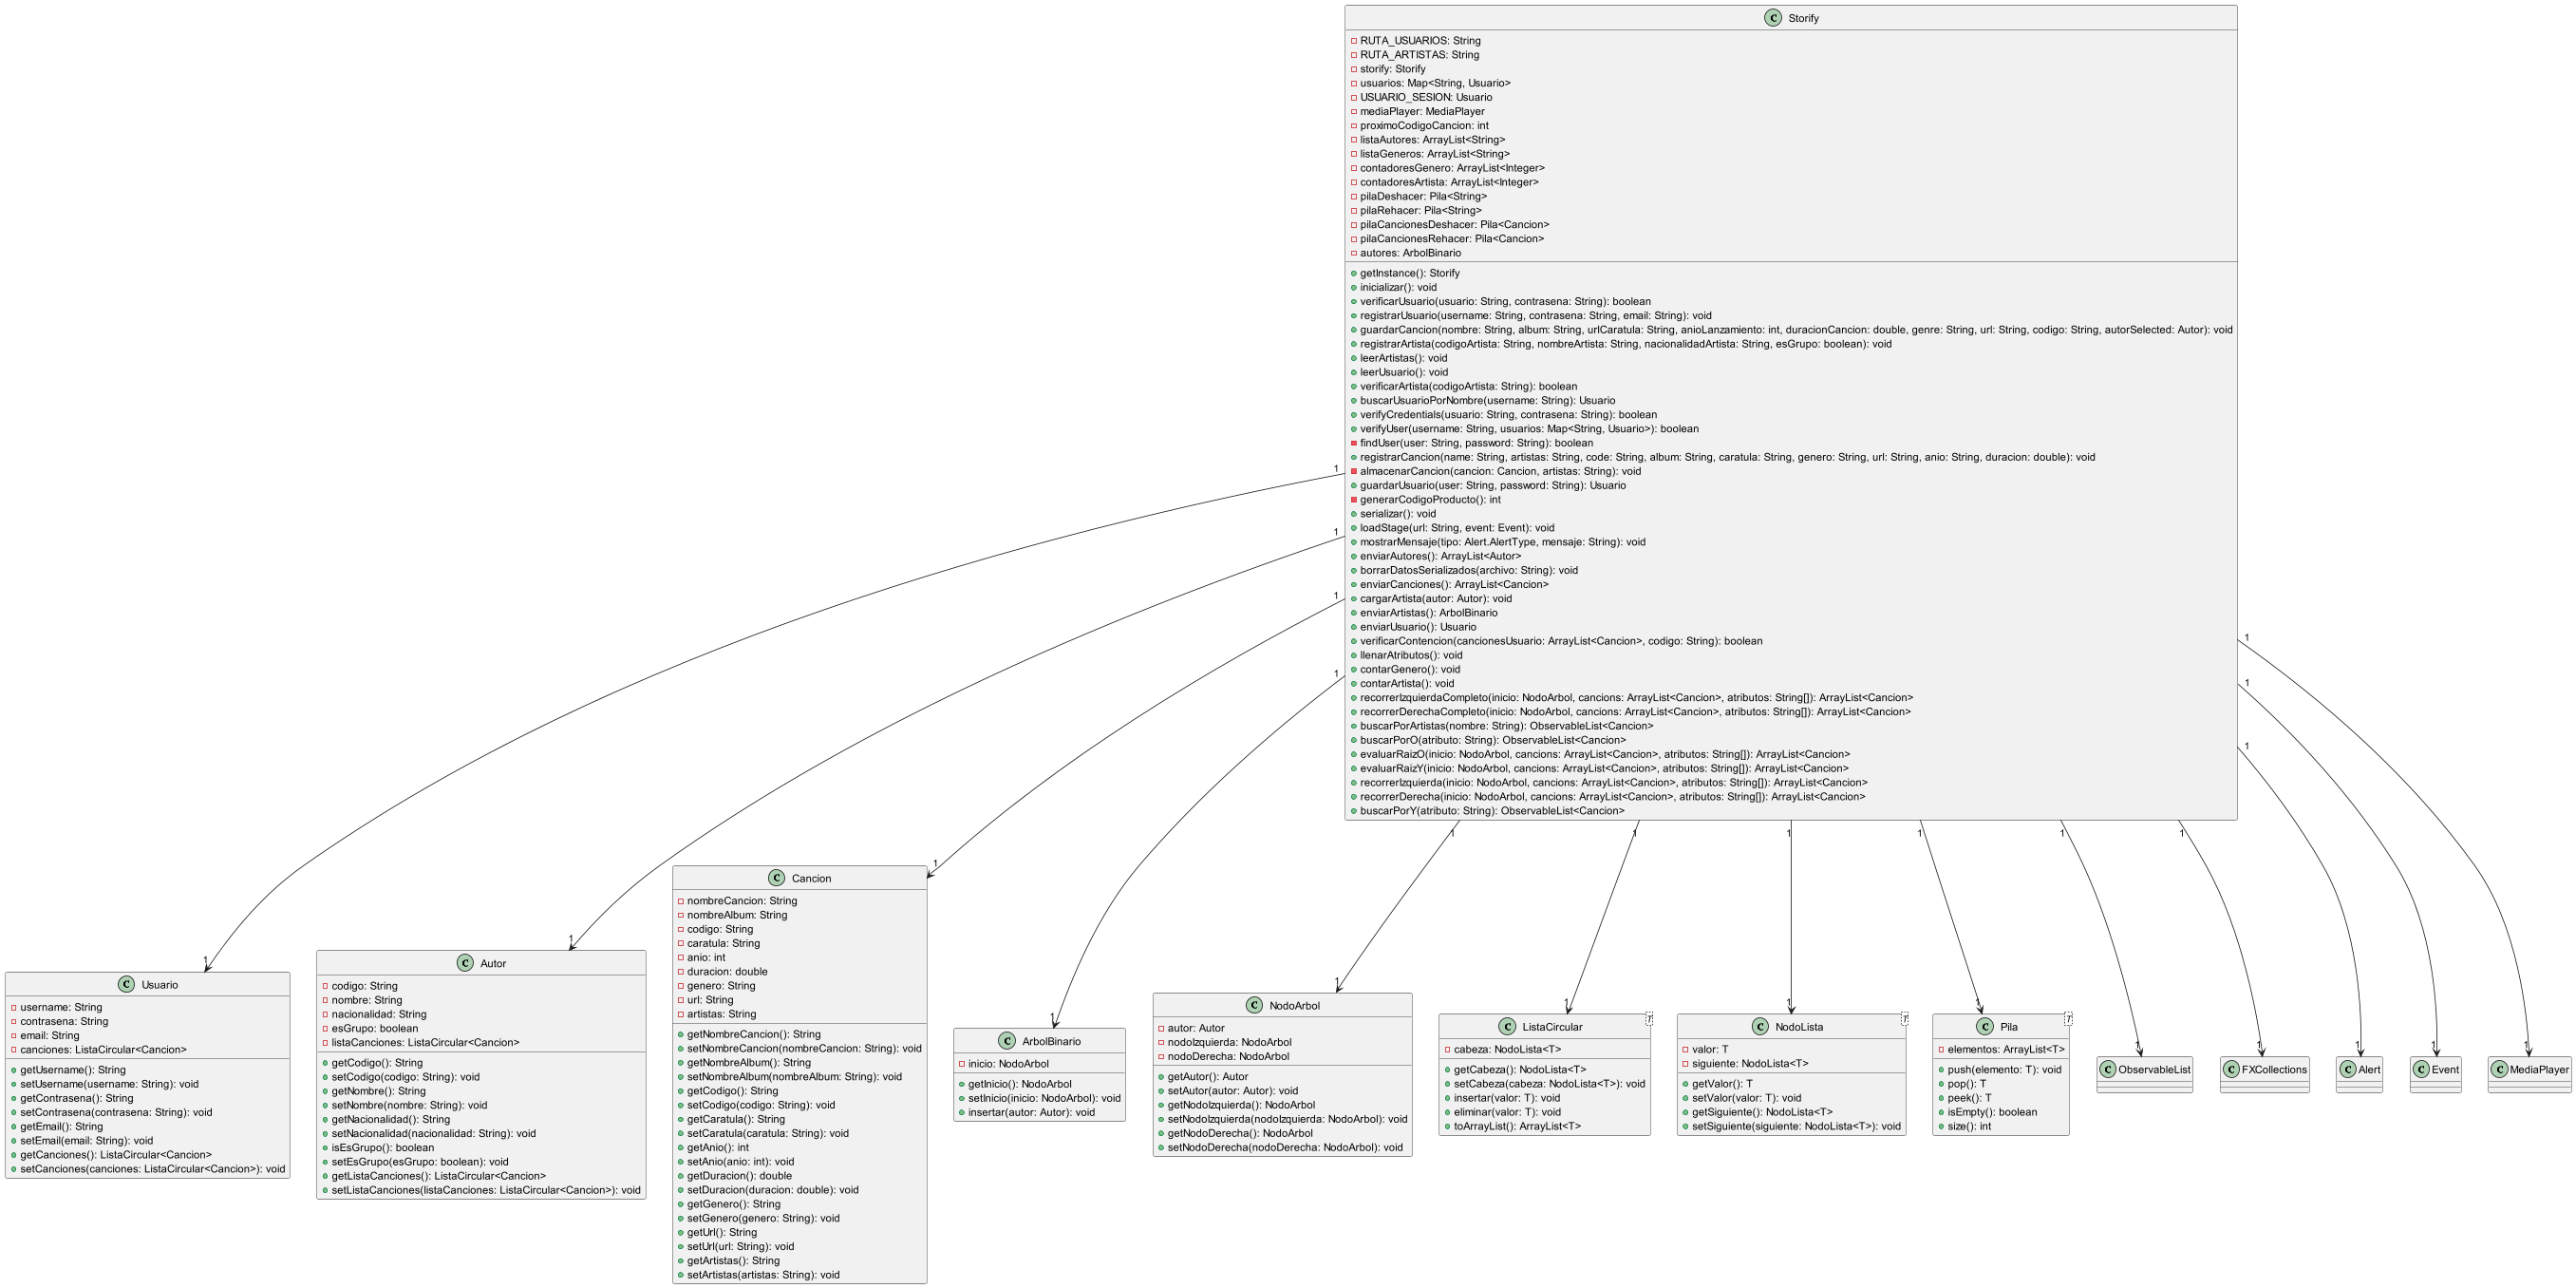 C Storify
RUTA_USUARIOS: String
RUTA_ARTISTAS: String
storify: Storify
usuarios: Map<String, Usuario>
USUARIO_SESION: Usuario
mediaPlayer: MediaPlayer
proximoCodigoCancion: int
listaAutores: ArrayList<String>
listaGeneros: ArrayList<String>
contadoresGenero: ArrayList<Integer>
contadoresArtista: ArrayList<Integer>
pilaDeshacer: Pila<String>
pilaRehacer: Pila<String>
pilaCancionesDeshacer: Pila<Cancion>
pilaCancionesRehacer: Pila<Cancion>
autores: ArbolBinario
getInstance(): Storify
inicializar(): void
verificarUsuario(usuario: String, contrasena: String): boolean
registrarUsuario(username: String, contrasena: String, email: String): void
guardarCancion(nombre: String, album: String, urlCaratula: String, anioLanzamiento: int, duracionCancion: double, genre: String, url: String, codigo: String, autorSelected: Autor): void
registrarArtista(codigoArtista: String, nombreArtista: String, nacionalidadArtista: String, esGrupo: boolean): void
leerArtistas(): void
leerUsuario(): void
verificarArtista(codigoArtista: String): boolean
buscarUsuarioPorNombre(username: String): Usuario
verifyCredentials(usuario: String, contrasena: String): boolean
verifyUser(username: String, usuarios: Map<String, Usuario>): boolean
findUser(user: String, password: String): boolean
registrarCancion(name: String, artistas: String, code: String, album: String, caratula: String, genero: String, url: String, anio: String, duracion: double): void
almacenarCancion(cancion: Cancion, artistas: String): void
guardarUsuario(user: String, password: String): Usuario
generarCodigoProducto(): int
serializar(): void
loadStage(url: String, event: Event): void
mostrarMensaje(tipo: Alert.AlertType, mensaje: String): void
enviarAutores(): ArrayList<Autor>
borrarDatosSerializados(archivo: String): void
enviarCanciones(): ArrayList<Cancion>
cargarArtista(autor: Autor): void
enviarArtistas(): ArbolBinario
enviarUsuario(): Usuario
verificarContencion(cancionesUsuario: ArrayList<Cancion>, codigo: String): boolean
llenarAtributos(): void
contarGenero(): void
contarArtista(): void
recorrerIzquierdaCompleto(inicio: NodoArbol, cancions: ArrayList<Cancion>, atributos: String[]): ArrayList<Cancion>
recorrerDerechaCompleto(inicio: NodoArbol, cancions: ArrayList<Cancion>, atributos: String[]): ArrayList<Cancion>
buscarPorArtistas(nombre: String): ObservableList<Cancion>
buscarPorO(atributo: String): ObservableList<Cancion>
evaluarRaizO(inicio: NodoArbol, cancions: ArrayList<Cancion>, atributos: String[]): ArrayList<Cancion>
evaluarRaizY(inicio: NodoArbol, cancions: ArrayList<Cancion>, atributos: String[]): ArrayList<Cancion>
recorrerIzquierda(inicio: NodoArbol, cancions: ArrayList<Cancion>, atributos: String[]): ArrayList<Cancion>
recorrerDerecha(inicio: NodoArbol, cancions: ArrayList<Cancion>, atributos: String[]): ArrayList<Cancion>
buscarPorY(atributo: String): ObservableList<Cancion>
1
1
1
1
1
1
1
1 1 1 1 1 1
1 1 1 1 1 1 1 1 1 1 1 1 1
C Usuario
username: String
contrasena: String
email: String
canciones: ListaCircular<Cancion>
getUsername(): String
setUsername(username: String): void
getContrasena(): String
setContrasena(contrasena: String): void
getEmail(): String
setEmail(email: String): void
getCanciones(): ListaCircular<Cancion>
setCanciones(canciones: ListaCircular<Cancion>): void
C Autor
codigo: String
nombre: String
nacionalidad: String
esGrupo: boolean
listaCanciones: ListaCircular<Cancion>
getCodigo(): String
setCodigo(codigo: String): void
getNombre(): String
setNombre(nombre: String): void
getNacionalidad(): String
setNacionalidad(nacionalidad: String): void
isEsGrupo(): boolean
setEsGrupo(esGrupo: boolean): void
getListaCanciones(): ListaCircular<Cancion>
setListaCanciones(listaCanciones: ListaCircular<Cancion>): void
C Cancion
nombreCancion: String
nombreAlbum: String
codigo: String
caratula: String
anio: int
duracion: double
genero: String
url: String
artistas: String
getNombreCancion(): String
setNombreCancion(nombreCancion: String): void
getNombreAlbum(): String
setNombreAlbum(nombreAlbum: String): void
getCodigo(): String
setCodigo(codigo: String): void
getCaratula(): String
setCaratula(caratula: String): void
getAnio(): int
setAnio(anio: int): void
getDuracion(): double
setDuracion(duracion: double): void
getGenero(): String
setGenero(genero: String): void
getUrl(): String
setUrl(url: String): void
getArtistas(): String
setArtistas(artistas: String): void
C ArbolBinario
inicio: NodoArbol
getInicio(): NodoArbol
setInicio(inicio: NodoArbol): void
insertar(autor: Autor): void
C NodoArbol
autor: Autor
nodoIzquierda: NodoArbol
nodoDerecha: NodoArbol
getAutor(): Autor
setAutor(autor: Autor): void
getNodoIzquierda(): NodoArbol
setNodoIzquierda(nodoIzquierda: NodoArbol): void
getNodoDerecha(): NodoArbol
setNodoDerecha(nodoDerecha: NodoArbol): void
C ListaCircular T
cabeza: NodoLista<T>
getCabeza(): NodoLista<T>
setCabeza(cabeza: NodoLista<T>): void
insertar(valor: T): void
eliminar(valor: T): void
toArrayList(): ArrayList<T>
C NodoLista T
valor: T
siguiente: NodoLista<T>
getValor(): T
setValor(valor: T): void
getSiguiente(): NodoLista<T>
setSiguiente(siguiente: NodoLista<T>): void
C Pila T
elementos: ArrayList<T>
push(elemento: T): void
pop(): T
peek(): T
isEmpty(): boolean
size(): int
C ObservableList
C FXCollections
C Alert
C Event
C MediaPlayer